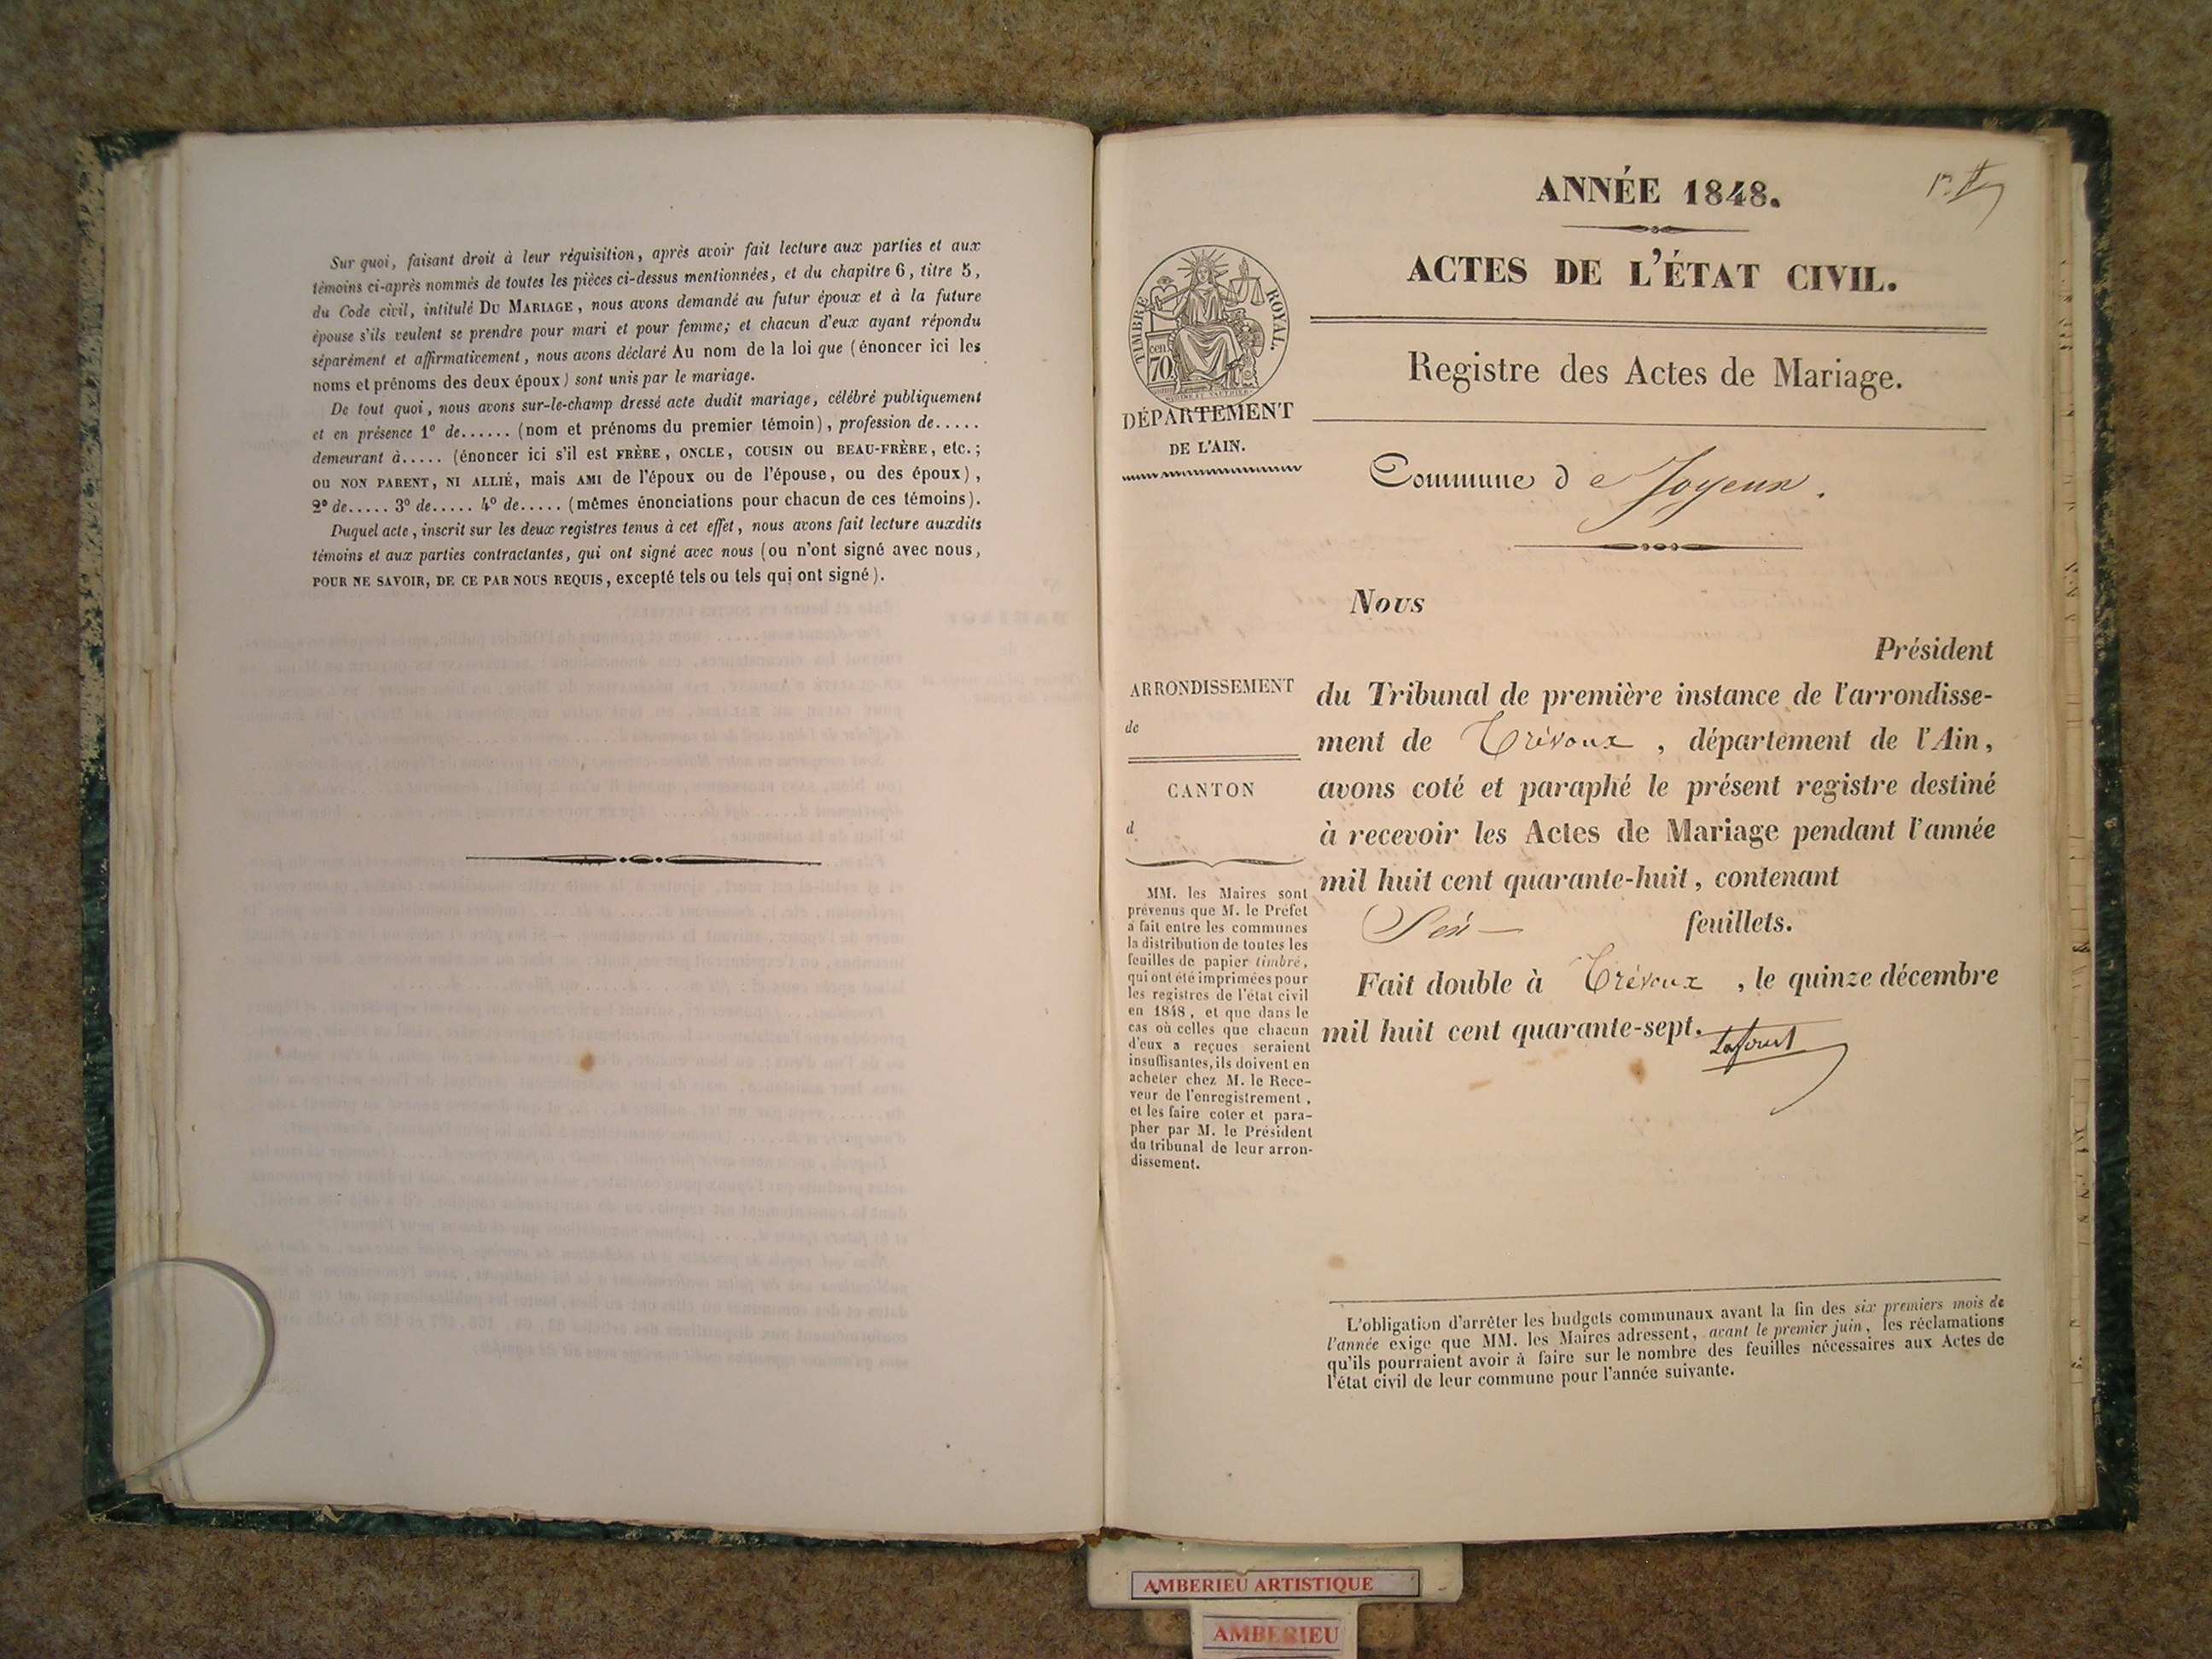 Sur quoi, faisant droit à leur réquisition, après avoir fait lecture aux parties et aux
témoins ci-après nommés de toutes les pièces ci-dessus mentionnées, et du chapitre 6, titre 5,
du Code civil, intitulé DU MARIAGE, nous avons demandé au futur époux et à la future
épouse s'ils veulent se prendre pour mari et pour femme; et chacun d'eux ayant répondu
séparément et affirmativement, nous avons déclaré Au nom de la loi que (énoncer ici les
noms et prénoms des deux époux) sont unis par le mariage.
De tout quoi, nous avons sur-le-champ dressé acte dudit mariage, célébré publiquement
et en présence 1º de...... (nom et prénoms du premier témoin), profession de.....
demeurant à..... (énoncer ici s'il est FRÈRE, ONCLE, COUSIN OU BEAU-FRÈRE, etc.;
OU NON PARENT, NI ALLIÉ, mais AMI de l'époux ou de l'épouse, ou des époux),
2º de..... 3º de..... 4º de..... (mêmes énonciations pour chacun de ces témoins).
Duquel acte, inscrit sur les deux registres tenus à cet effet, nous avons fait lecture auxdits
témoins et aux parties contractantes, qui ont signé avec nous (ou n'ont signé avec nous,
POUR NE SAVOIR, DE CE PAR NOUS REQUIS, excepté tels ou tels qui ont signé).
ANNÉE 1848.
ACTES DE L'ÉTAT CIVIL.
Registre des Actes de Mariage.
TIMBRE ROYAL.
70 cen.
DÉPARTEMENT
DE L'AIN.
Commune de Joyeux.
Nous
Président
ARRONDISSEMENT
de
CANTON
d
du Tribunal de première instance de l'arrondisse-
ment de Trévoux, département de l'Ain,
avons coté et paraphé le présent registre destiné
à recevoir les Actes de Mariage pendant l'année
mil huit cent quarante-huit, contenant
Six feuillets.
Fait double à Trévoux, le quinze décembre
mil huit cent quarante-sept.
MM. les Maires sont
prévenus que M. le Préfet
a fait entre les communes
la distribution de toutes les
feuilles de papier timbré,
qui ont été imprimées pour
les registres de l'état civil
en 1848, et que dans le
cas où celles que chacun
d'eux a reçues seraient
insuffisantes, ils doivent en
acheter chez M. le Rece-
veur de l'enregistrement,
et les faire coter et para-
pher par M. le Président
du tribunal de leur arron-
dissement.
L'obligation d'arrêter les budgets communaux avant la fin des six premiers mois de
l'année exige que MM. les Maires adressent, avant le premier juin, les réclamations
qu'ils pourraient avoir à faire sur le nombre des feuilles nécessaires aux Actes de
l'état civil de leur commune pour l'année suivante.
AMBERIEU ARTISTIQUE
AMBERIEU